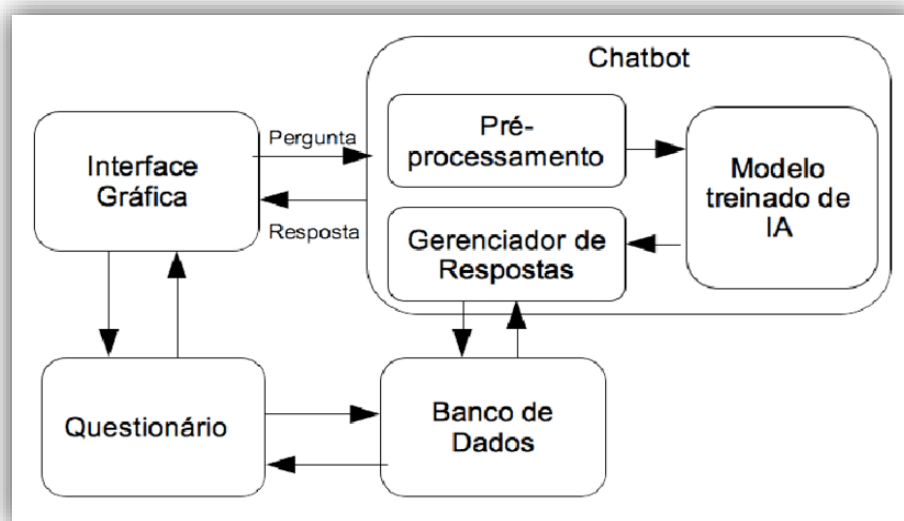 Chatbot
Interface
Gráfica
Pergunta
Resposta
Pré-
processamento
Modelo
treinado de
IA
Gerenciador de
Respostas
Questionário
Banco de
Dados